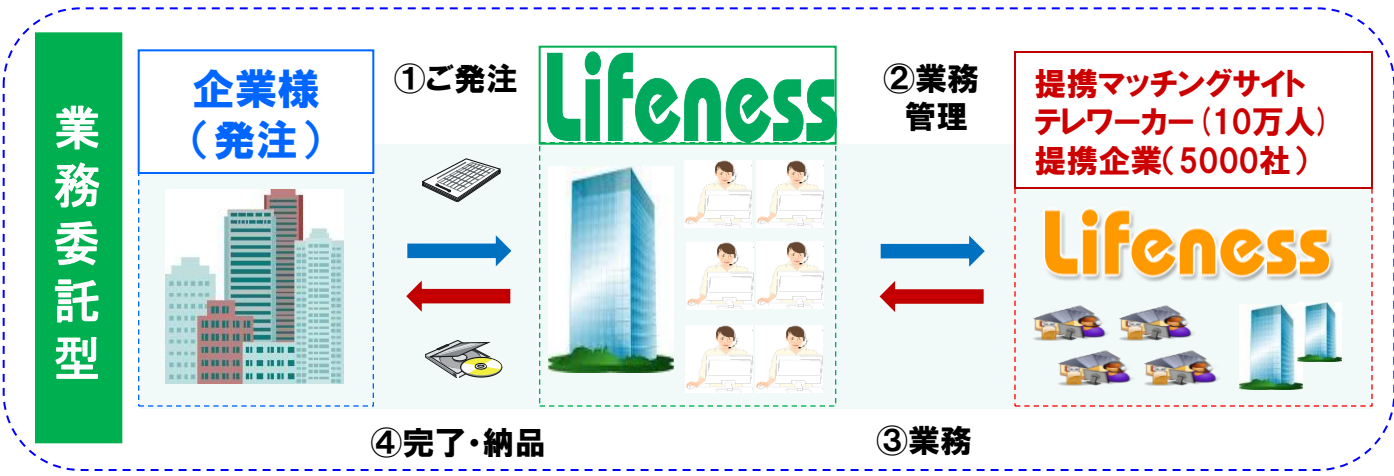 業務委託型
企業様
（発注）
①ご発注
Lifeness
②業務
管理
提携マッチングサイト
テレワーカー（10万人）
提携企業（5000社）
Lifeness
④完了・納品
③業務